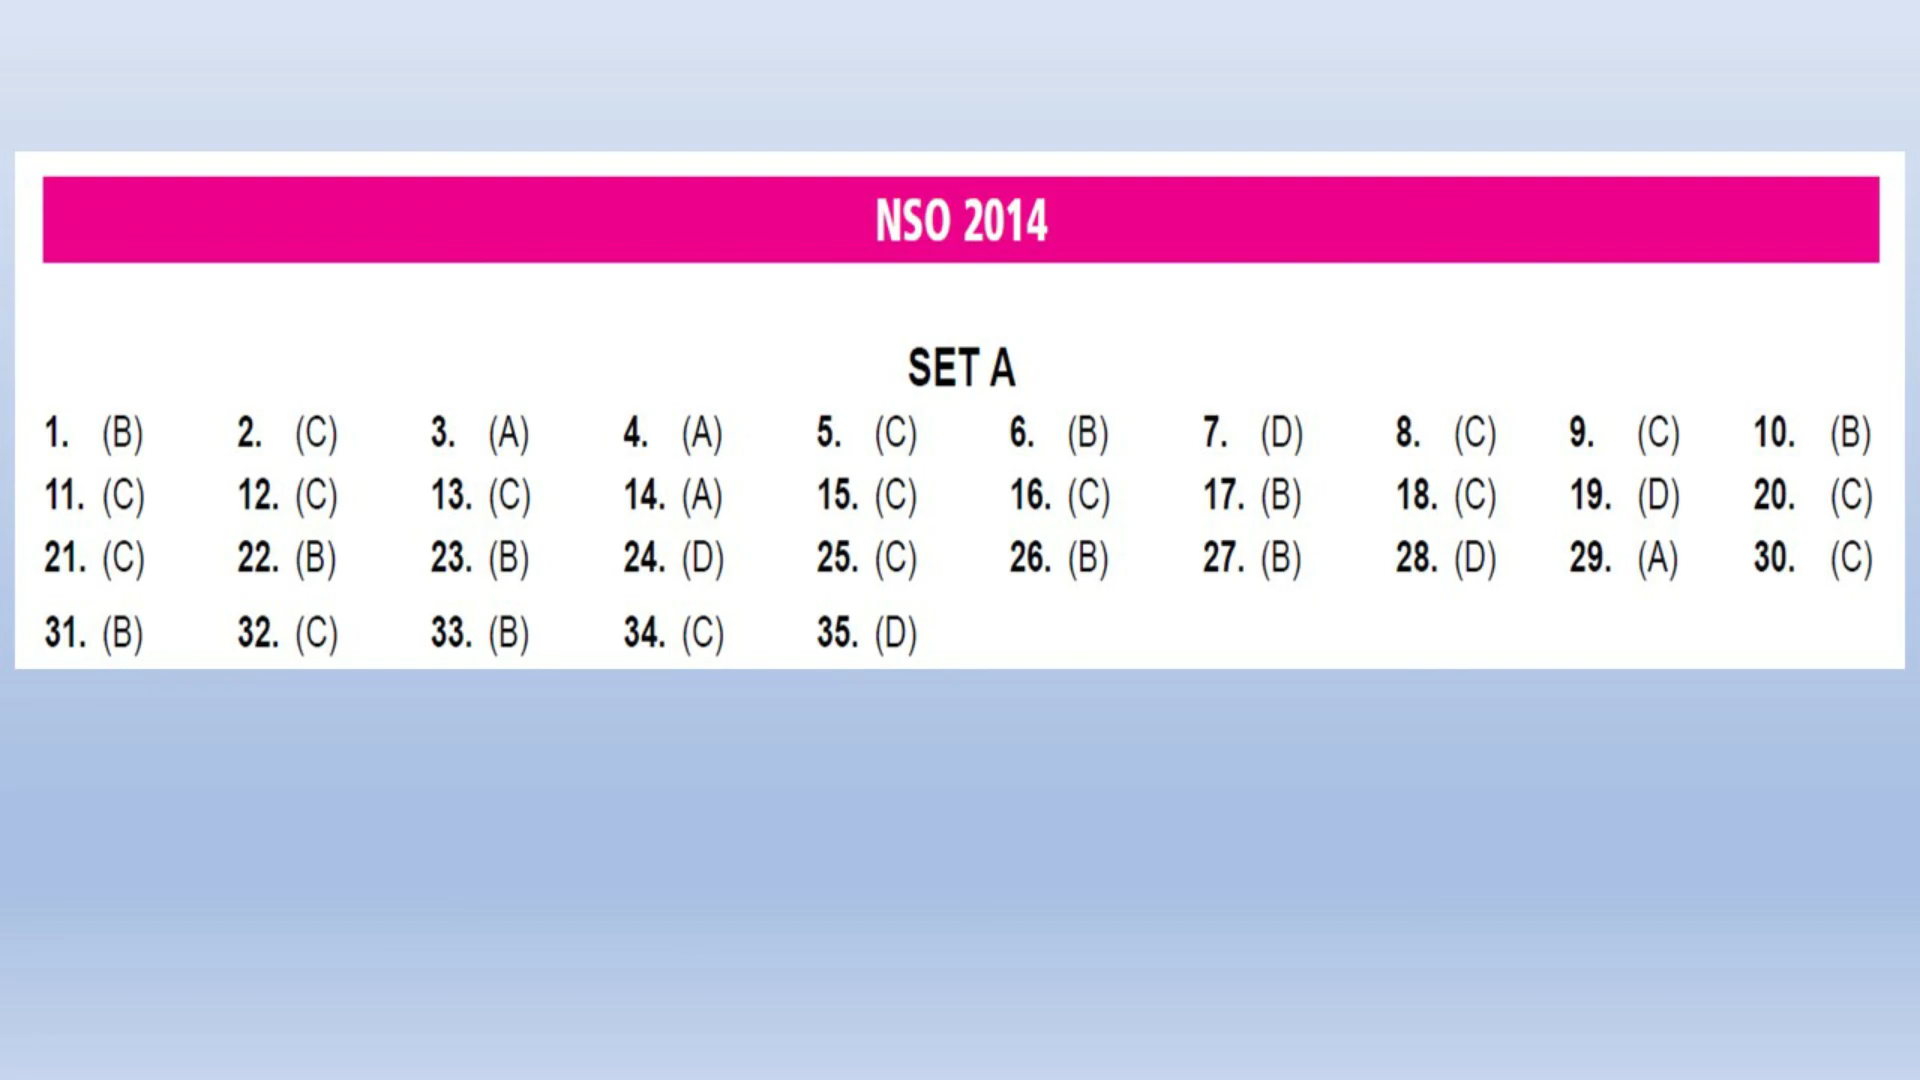 NSO 2014
SET A
1. (B) 2. (C) 3. (A) 4. (A) 5. (C) 6. (B) 7. (D) 8. (C) 9. (C) 10. (B)
11. (C) 12. (C) 13. (C) 14. (A) 15. (C) 16. (C) 17. (B) 18. (C) 19. (D) 20. (C)
21. (C) 22. (B) 23. (B) 24. (D) 25. (C) 26. (B) 27. (B) 28. (D) 29. (A) 30. (C)
31. (B) 32. (C) 33. (B) 34. (C) 35. (D)